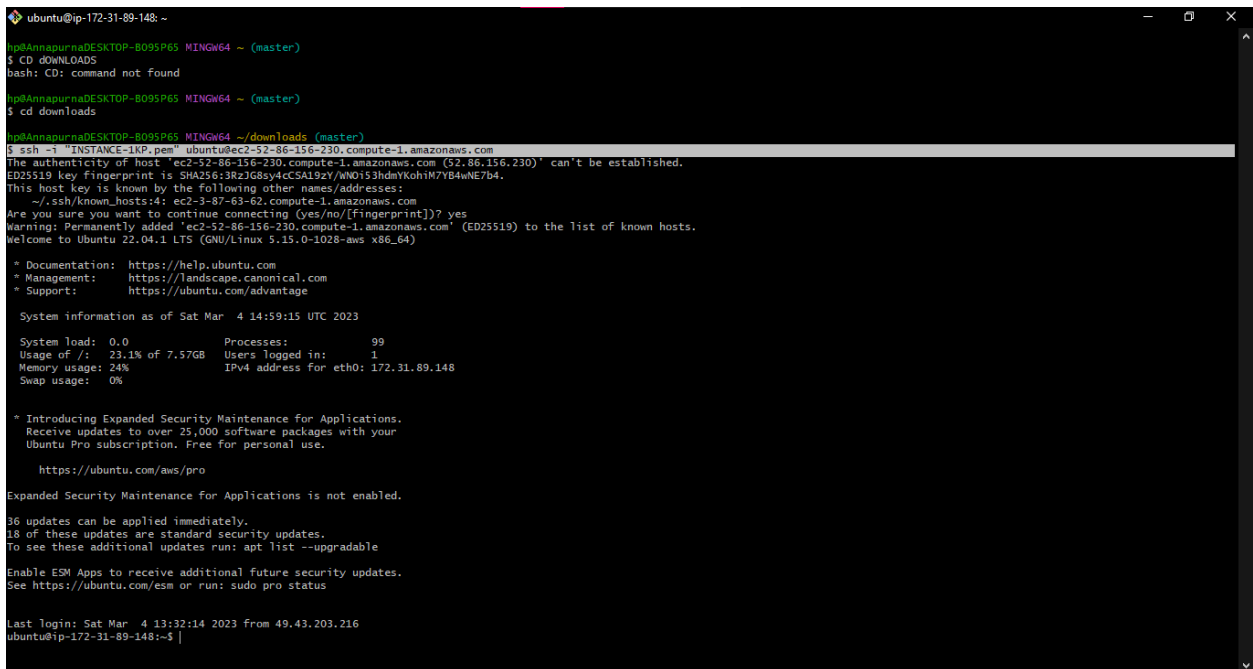 ubuntu@ip-172-31-89-148: ~
hp@AnnapurnaDESKTOP-BO95P65 MINGW64 ~ (master)
$ CD dOWNLOADS
bash: CD: command not found
hp@AnnapurnaDESKTOP-BO95P65 MINGW64 ~ (master)
$ cd downloads
hp@AnnapurnaDESKTOP-BO95P65 MINGW64 ~/downloads (master)
$ ssh -i "INSTANCE-1KP.pem" ubuntu@ec2-52-86-156-230.compute-1.amazonaws.com
The authenticity of host 'ec2-52-86-156-230.compute-1.amazonaws.com (52.86.156.230)' can't be established.
ED25519 key fingerprint is SHA256:3RzJG8sy4cCSA19zY/WNOi53hdmYKohiM7YB4wNE7b4.
This host key is known by the following other names/addresses:
~/.ssh/known_hosts:4: ec2-3-87-63-62.compute-1.amazonaws.com
Are you sure you want to continue connecting (yes/no/[fingerprint])? yes
Warning: Permanently added 'ec2-52-86-156-230.compute-1.amazonaws.com' (ED25519) to the list of known hosts.
Welcome to Ubuntu 22.04.1 LTS (GNU/Linux 5.15.0-1028-aws x86_64)
* Documentation:  https://help.ubuntu.com
* Management:     https://landscape.canonical.com
* Support:        https://ubuntu.com/advantage
System information as of Sat Mar  4 14:59:15 UTC 2023
System load:  0.0                Processes:             99
Usage of /:   23.1% of 7.57GB   Users logged in:       1
Memory usage: 24%                IPv4 address for eth0: 172.31.89.148
Swap usage:   0%
* Introducing Expanded Security Maintenance for Applications.
Receive updates to over 25,000 software packages with your
Ubuntu Pro subscription. Free for personal use.
https://ubuntu.com/aws/pro
Expanded Security Maintenance for Applications is not enabled.
36 updates can be applied immediately.
18 of these updates are standard security updates.
To see these additional updates run: apt list --upgradable
Enable ESM Apps to receive additional future security updates.
See https://ubuntu.com/esm or run: sudo pro status
Last login: Sat Mar  4 13:32:14 2023 from 49.43.203.216
ubuntu@ip-172-31-89-148:~$